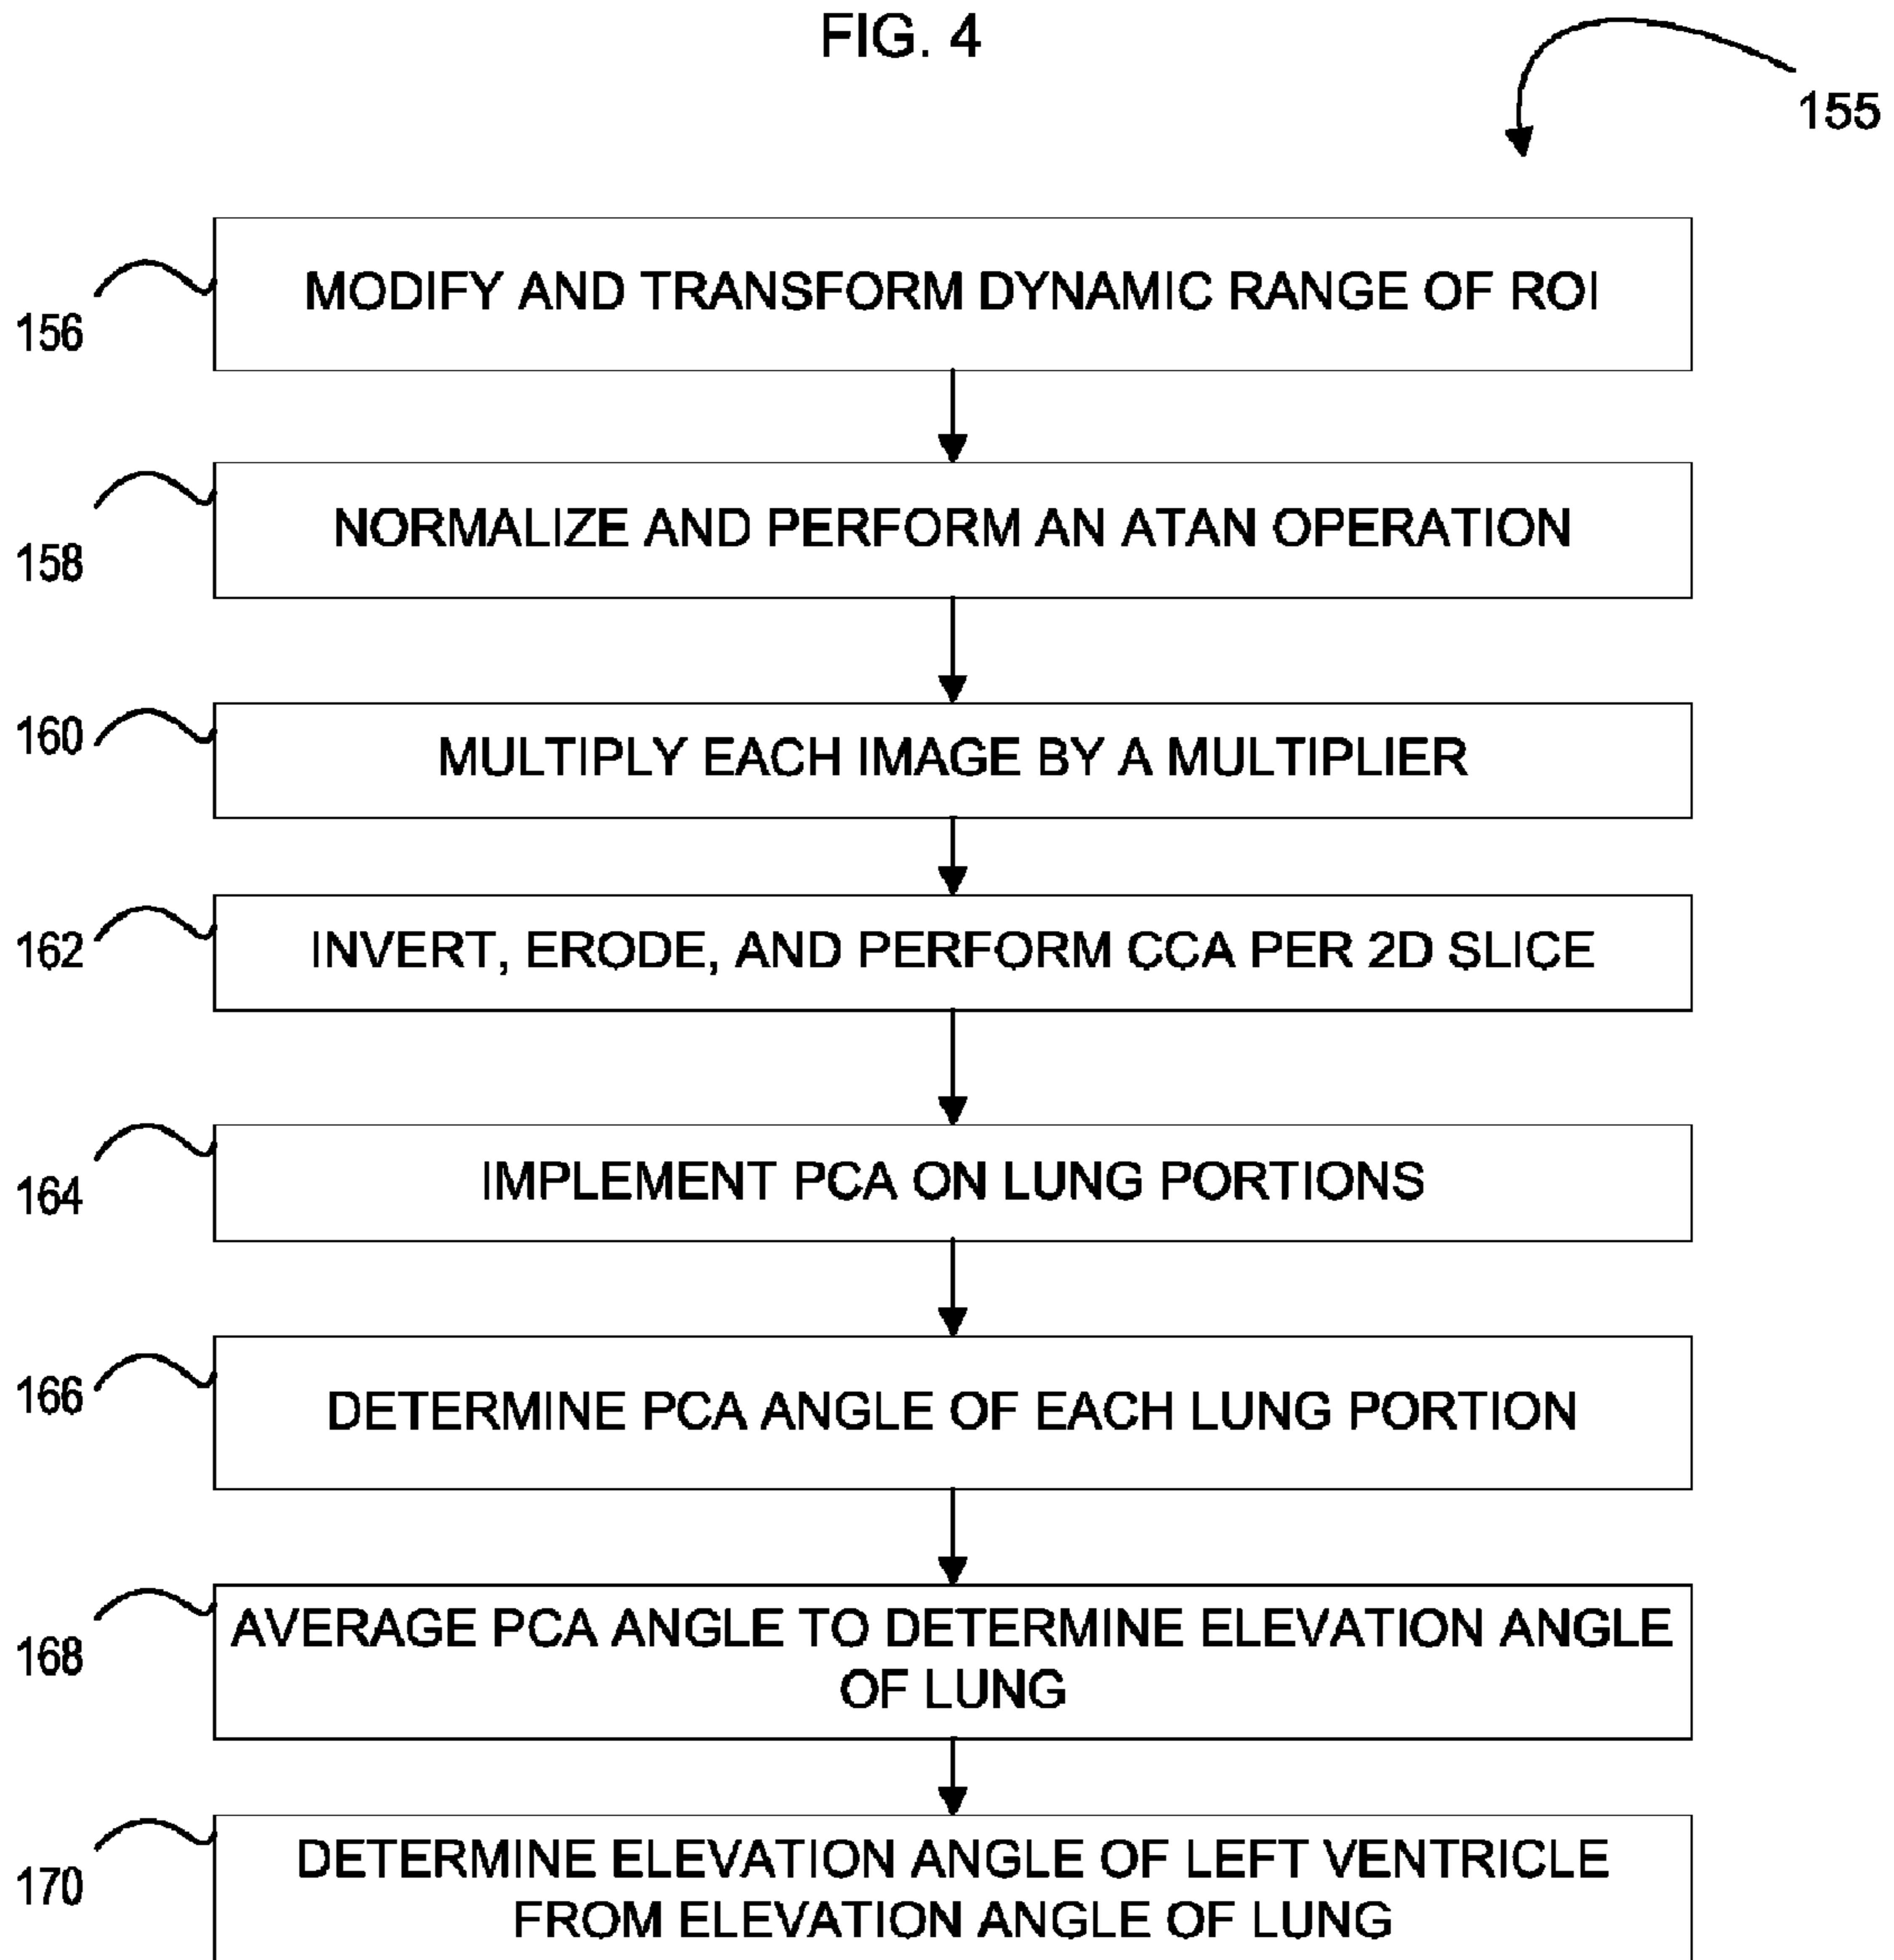 FIG. 4
155
156
MODIFY AND TRANSFORM DYNAMIC RANGE OF ROI
158
NORMALIZE AND PERFORM AN ATAN OPERATION
160
MULTIPLY EACH IMAGE BY A MULTIPLIER
162
INVERT, ERODE, AND PERFORM CCA PER 2D SLICE
164
IMPLEMENT PCA ON LUNG PORTIONS
166
DETERMINE PCA ANGLE OF EACH LUNG PORTION
168
AVERAGE PCA ANGLE TO DETERMINE ELEVATION ANGLE
OF LUNG
170
DETERMINE ELEVATION ANGLE OF LEFT VENTRICLE
FROM ELEVATION ANGLE OF LUNG